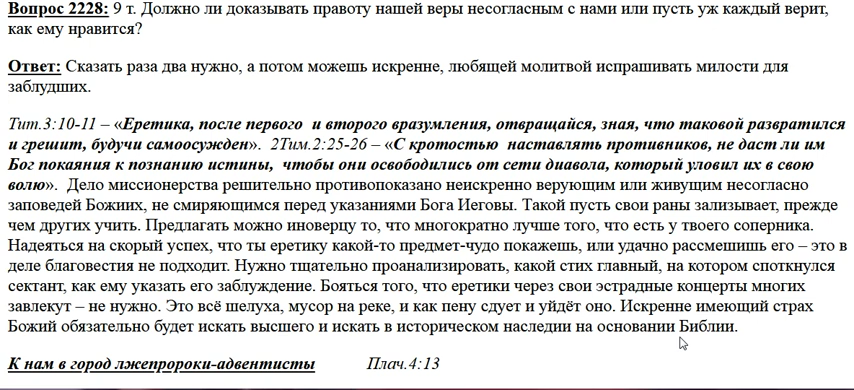 Вопрос 2228: 9 т. Должно ли доказывать правоту нашей веры несогласным с нами или пусть уж каждый верит,
как ему нравится?
Ответ: Сказать раза два нужно, а потом можешь искренне, любящей молитвой испрашивать милости для
заблудших.
Тит.3:10-11 – «Еретика, после первого и второго вразумления, отвращайся, зная, что таковой развратился
и грешит, будучи самоосужден». 2Тим.2:25-26 – «С кротостью наставлять противников, не даст ли им
Бог покаяния к познанию истины, чтобы они освободились от сети диавола, который уловил их в свою
волю». Дело миссионерства решительно противопоказано неискренно верующим или живущим несогласно
заповедей Божиих, не смиряющимся перед указаниями Бога Иеговы. Такой пусть свои раны зализывает, прежде
чем других учить. Предлагать можно иноверцу то, что многократно лучше того, что есть у твоего соперника.
Надеяться на скорый успех, что ты еретику какой-то предмет-чудо покажешь, или удачно рассмешишь его – это в
деле благовестия не подходит. Нужно тщательно проанализировать, какой стих главный, на котором споткнулся
сектант, как ему указать его заблуждение. Бояться того, что еретики через свои эстрадные концерты многих
завлекут – не нужно. Это всё шелуха, мусор на реке, и как пену сдует и уйдёт оно. Искренне имеющий страх
Божий обязательно будет искать высшего и искать в историческом наследии на основании Библии.
К нам в город лжепророки-адвентисты Плач.4:13